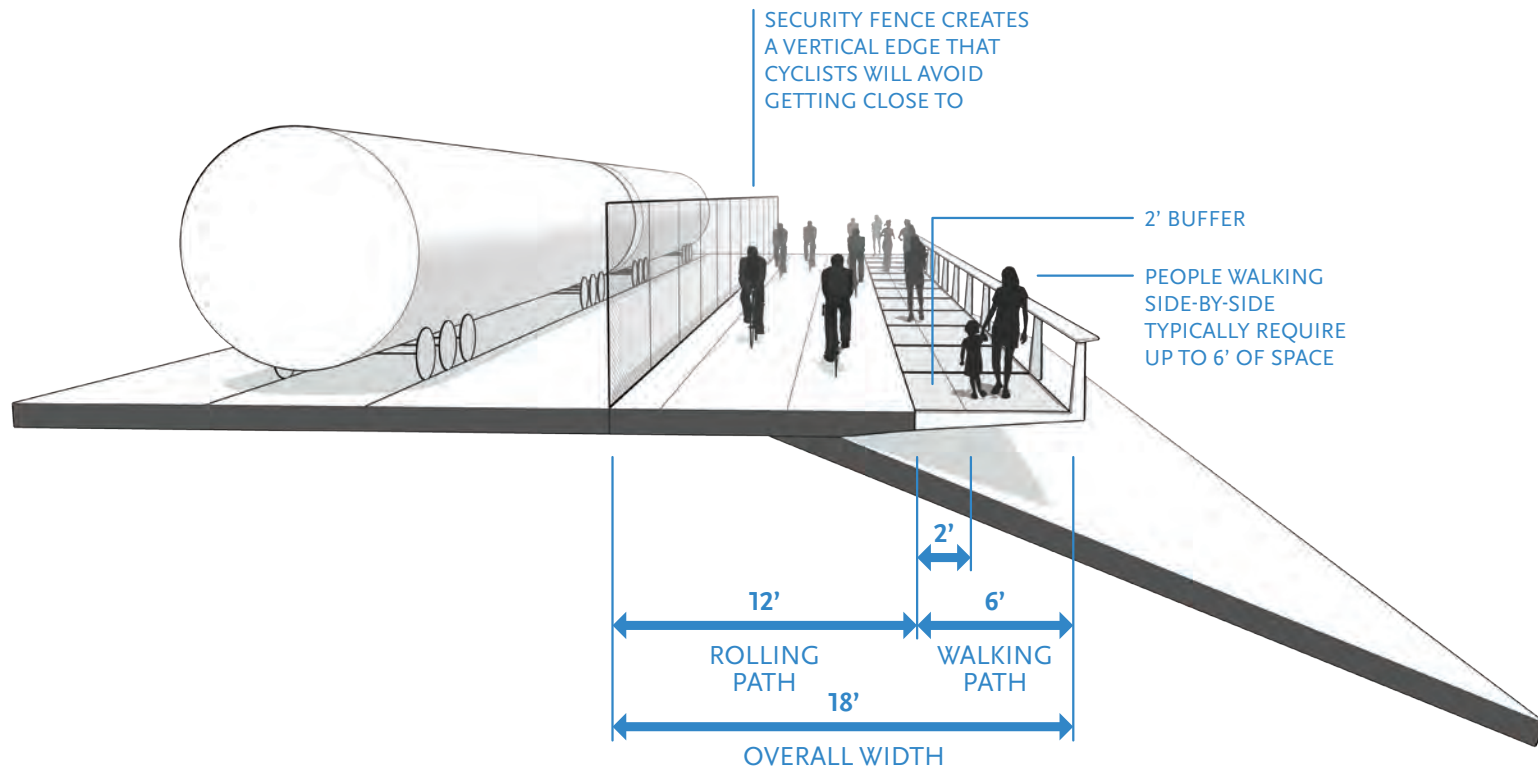 SECURITY FENCE CREATES
A VERTICAL EDGE THAT
CYCLISTS WILL AVOID
GETTING CLOSE TO
2’ BUFFER
PEOPLE WALKING
SIDE-BY-SIDE
TYPICALLY REQUIRE
UP TO 6’ OF SPACE
2’
12’
6’
ROLLING
PATH
WALKING
PATH
18’
OVERALL WIDTH